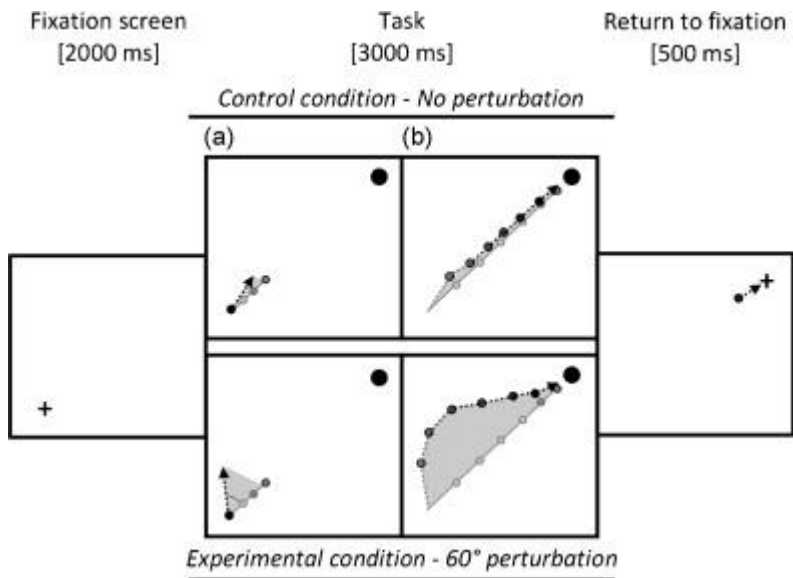 Fixation screen
[2000 ms]
Task
[3000 ms]
Return to fixation
[500 ms]
Control condition - No perturbation
(a)
(b)
Experimental condition - 60° perturbation